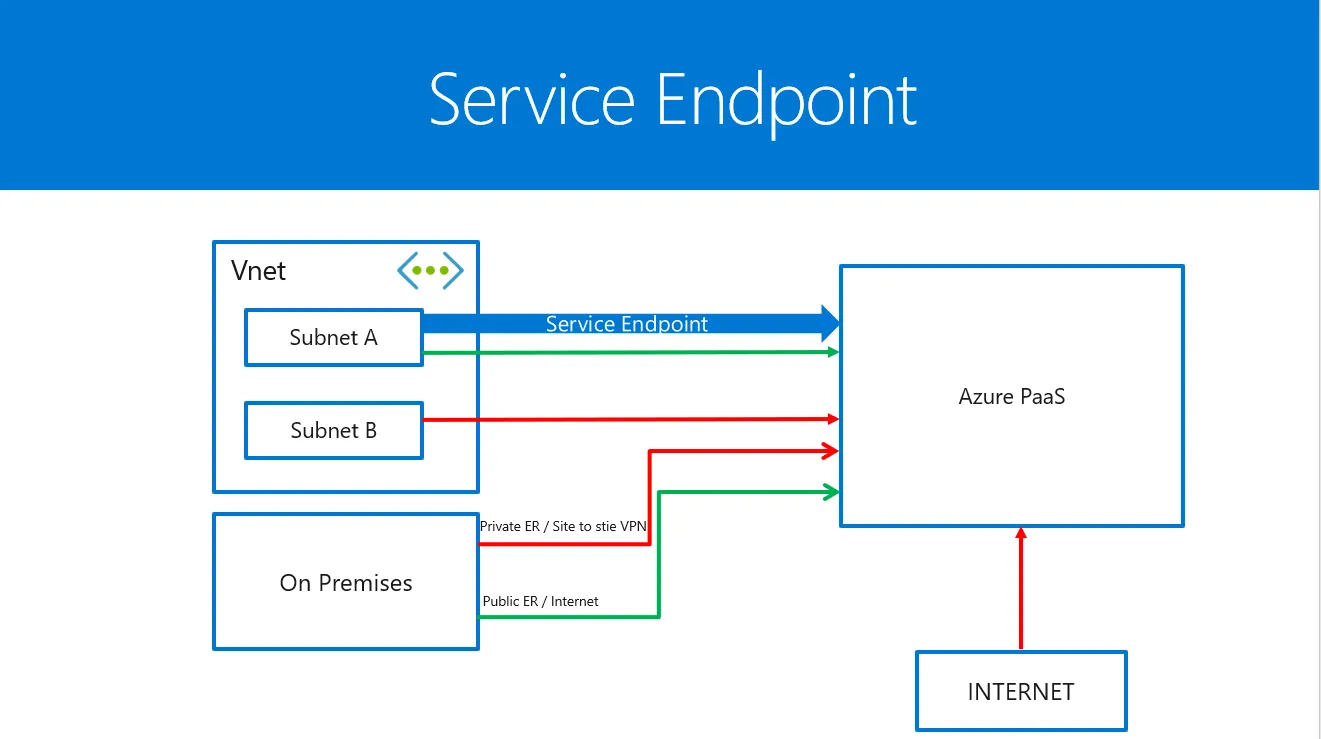 Service Endpoint
Vnet
Subnet A
Service Endpoint
Subnet B
Azure PaaS
Private ER / Site to stie VPN
On Premises
Public ER / Internet
INTERNET